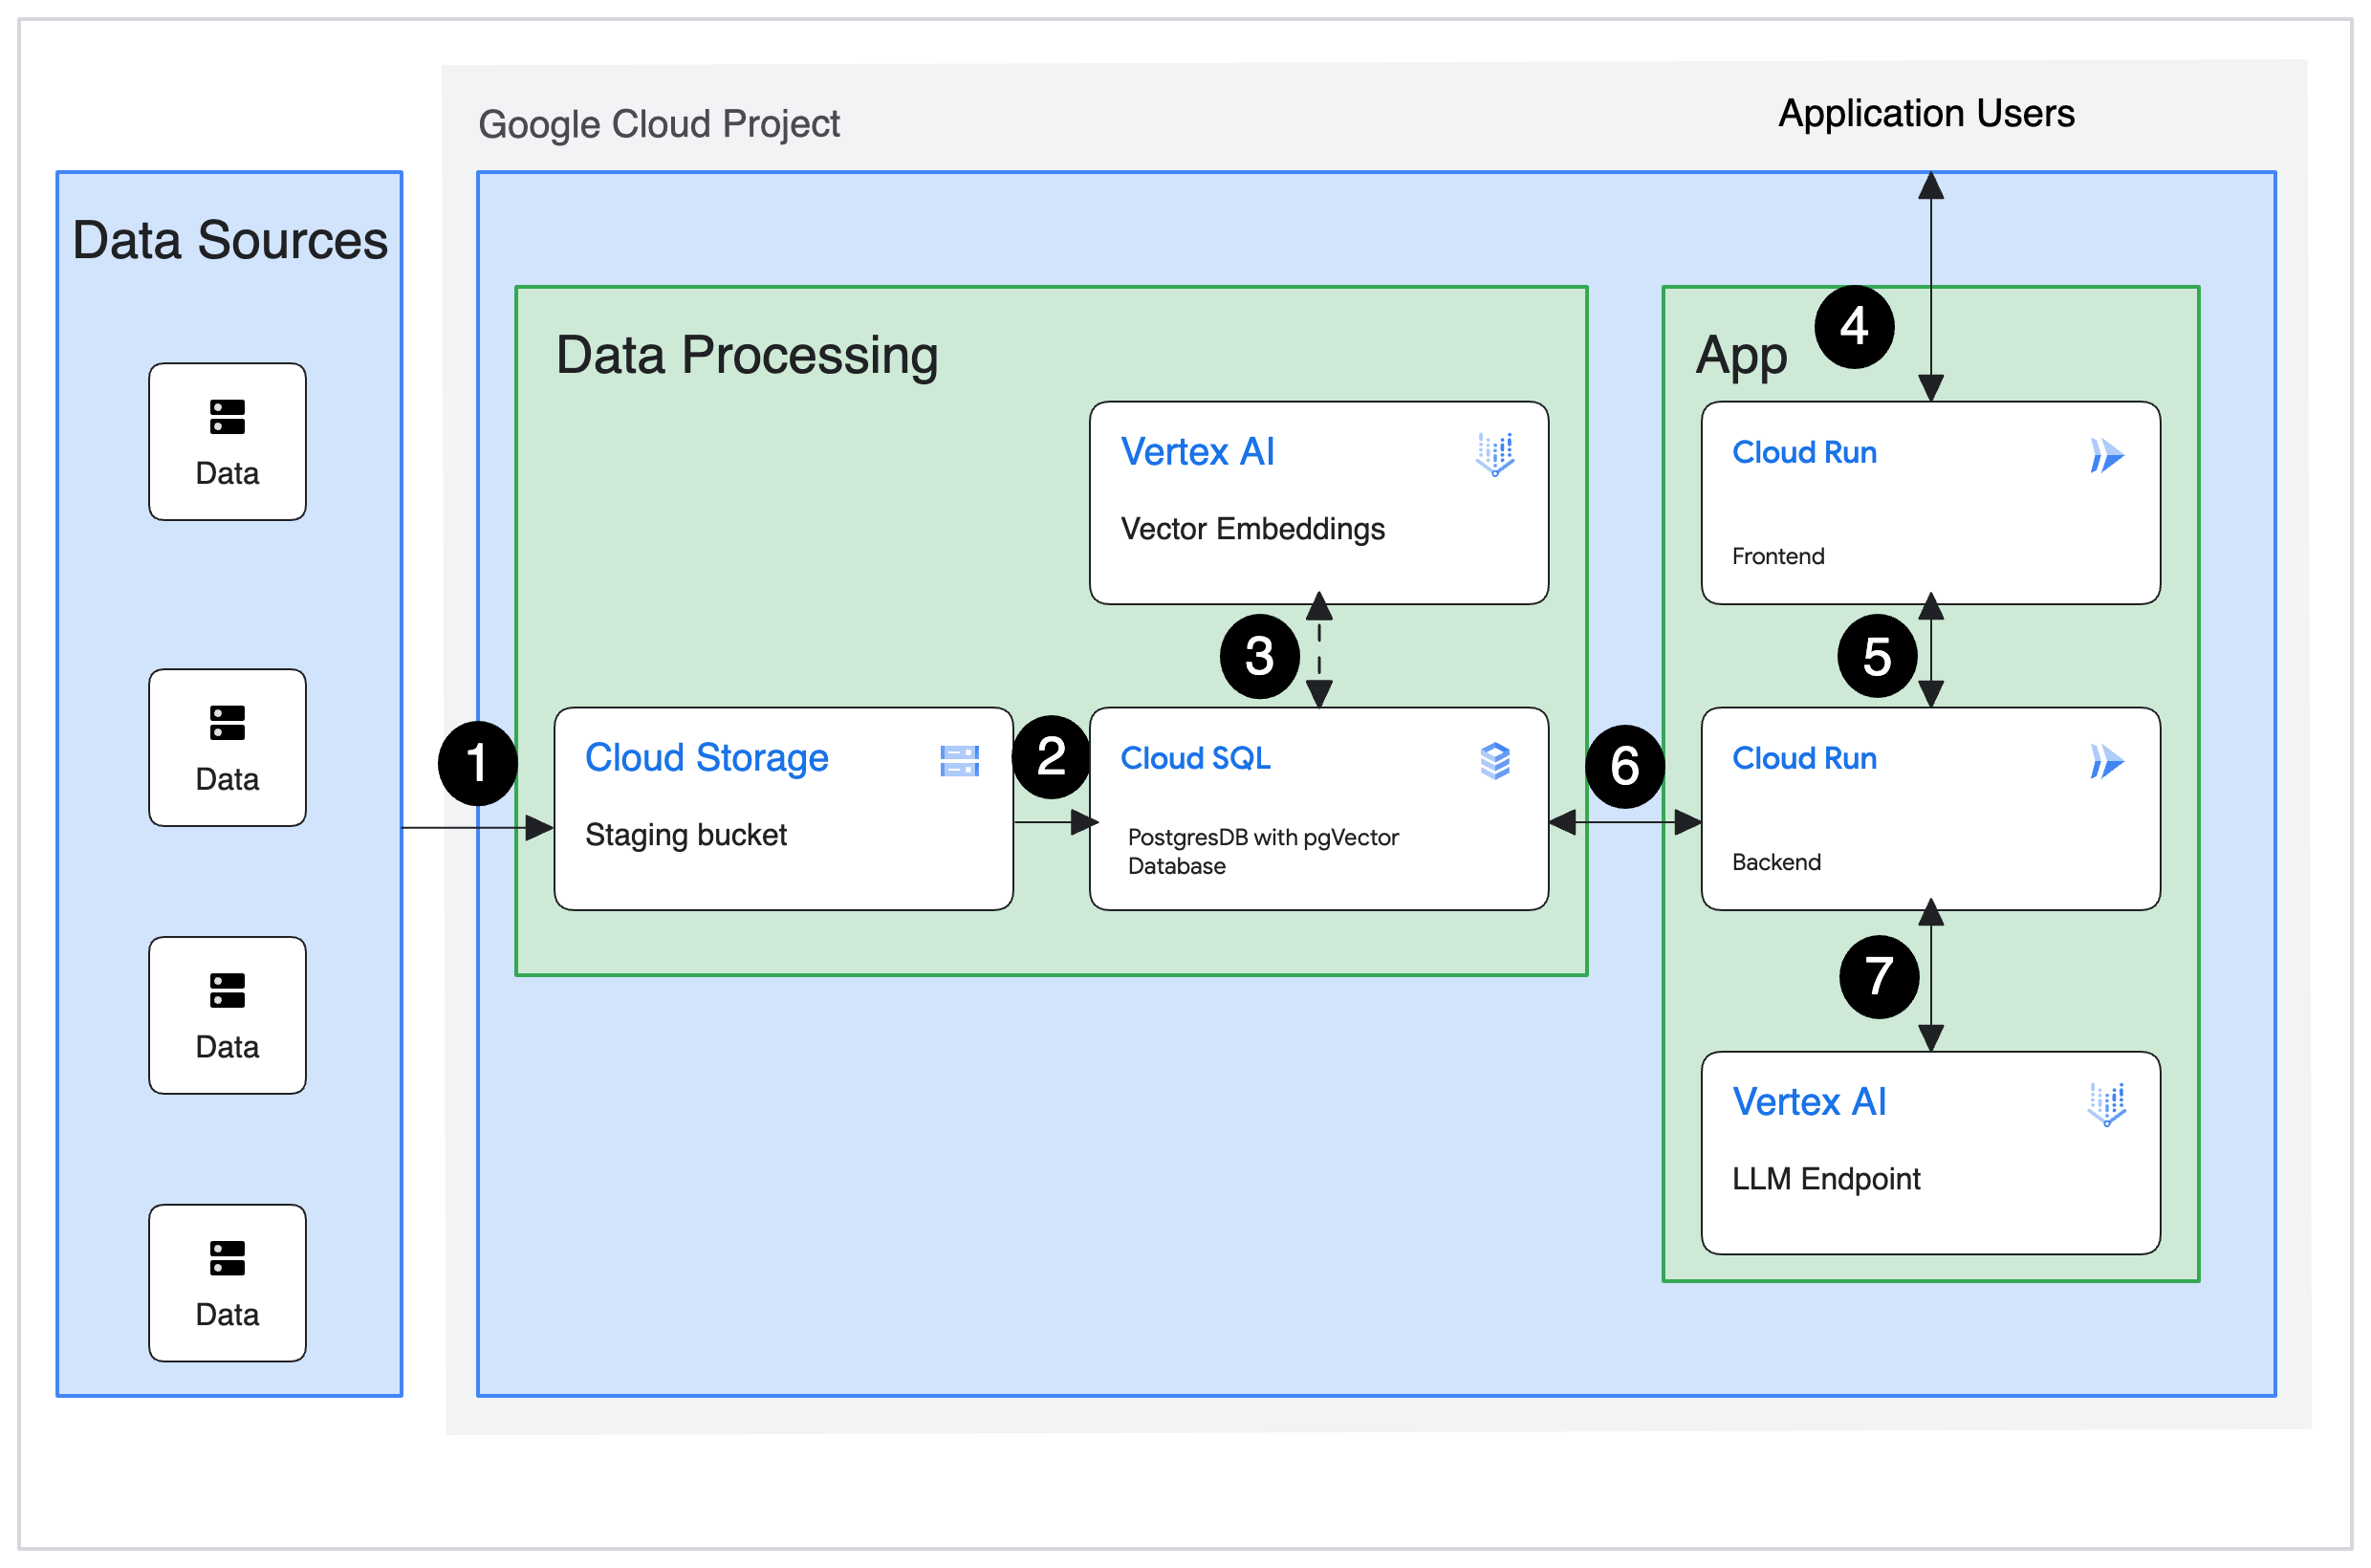 Google Cloud Project
Application Users
Data Sources
Data
Data
Data
Data
Data Processing
Vertex AI
Vector Embeddings
Cloud Storage
Staging bucket
Cloud SQL
PostgresDB with pgVector
Database
App
Cloud Run
Frontend
Cloud Run
Backend
Vertex AI
LLM Endpoint
1
2
3
4
5
6
7